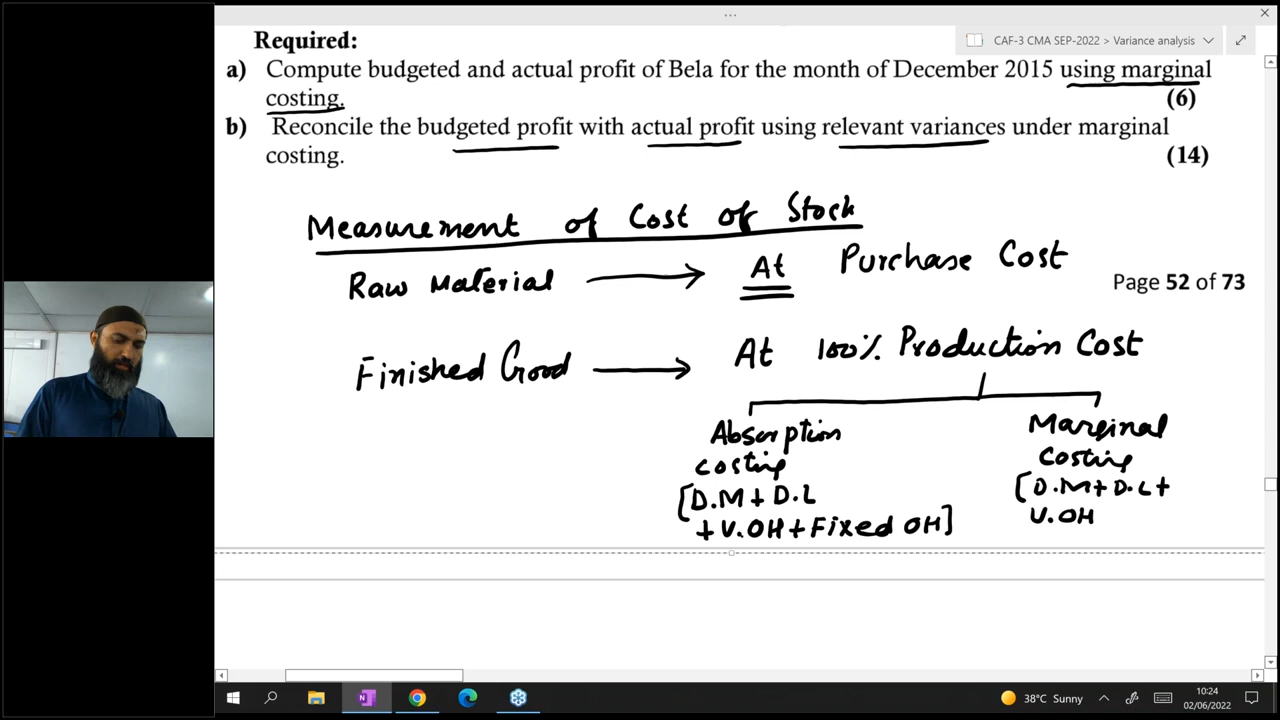 CAF-3 CMA SEP-2022 > Variance analysis
Required:
a) Compute budgeted and actual profit of Bela for the month of December 2015 using marginal
costing. (6)
b) Reconcile the budgeted profit with actual profit using relevant variances under marginal
costing. (14)
Measurement of Cost of Stock
Raw Material → At Purchase Cost
Page 52 of 73
Finished Good → At 100% Production Cost
Absorption
costing
[D.M + D.L
+ V.OH + Fixed OH]
Marginal
costing
[D.M + D.L +
V.OH
38°C Sunny
10:24
02/06/2022